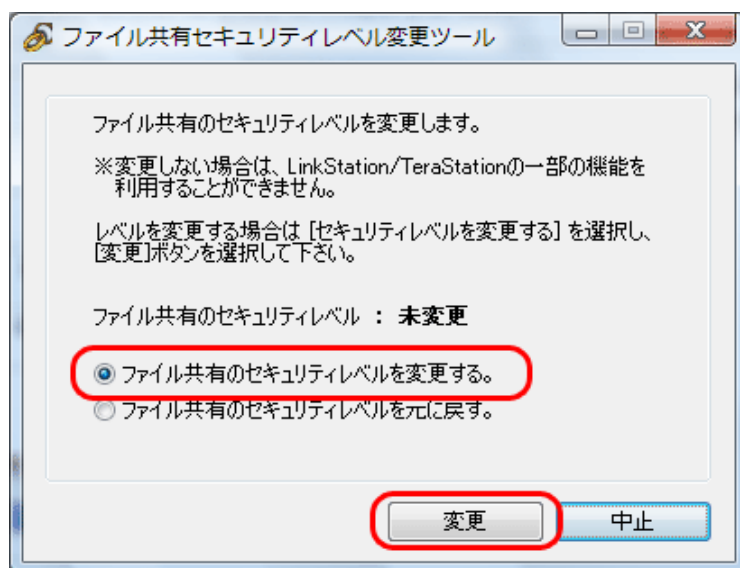 ファイル共有セキュリティレベル変更ツール
ファイル共有のセキュリティレベルを変更します。
※変更しない場合は、LinkStation/TeraStationの一部の機能を
利用することができません。
レベルを変更する場合は [セキュリティレベルを変更する] を選択し、
[変更]ボタンを選択して下さい。
ファイル共有のセキュリティレベル : 未変更
ファイル共有のセキュリティレベルを変更する。
ファイル共有のセキュリティレベルを元に戻す。
変更
中止